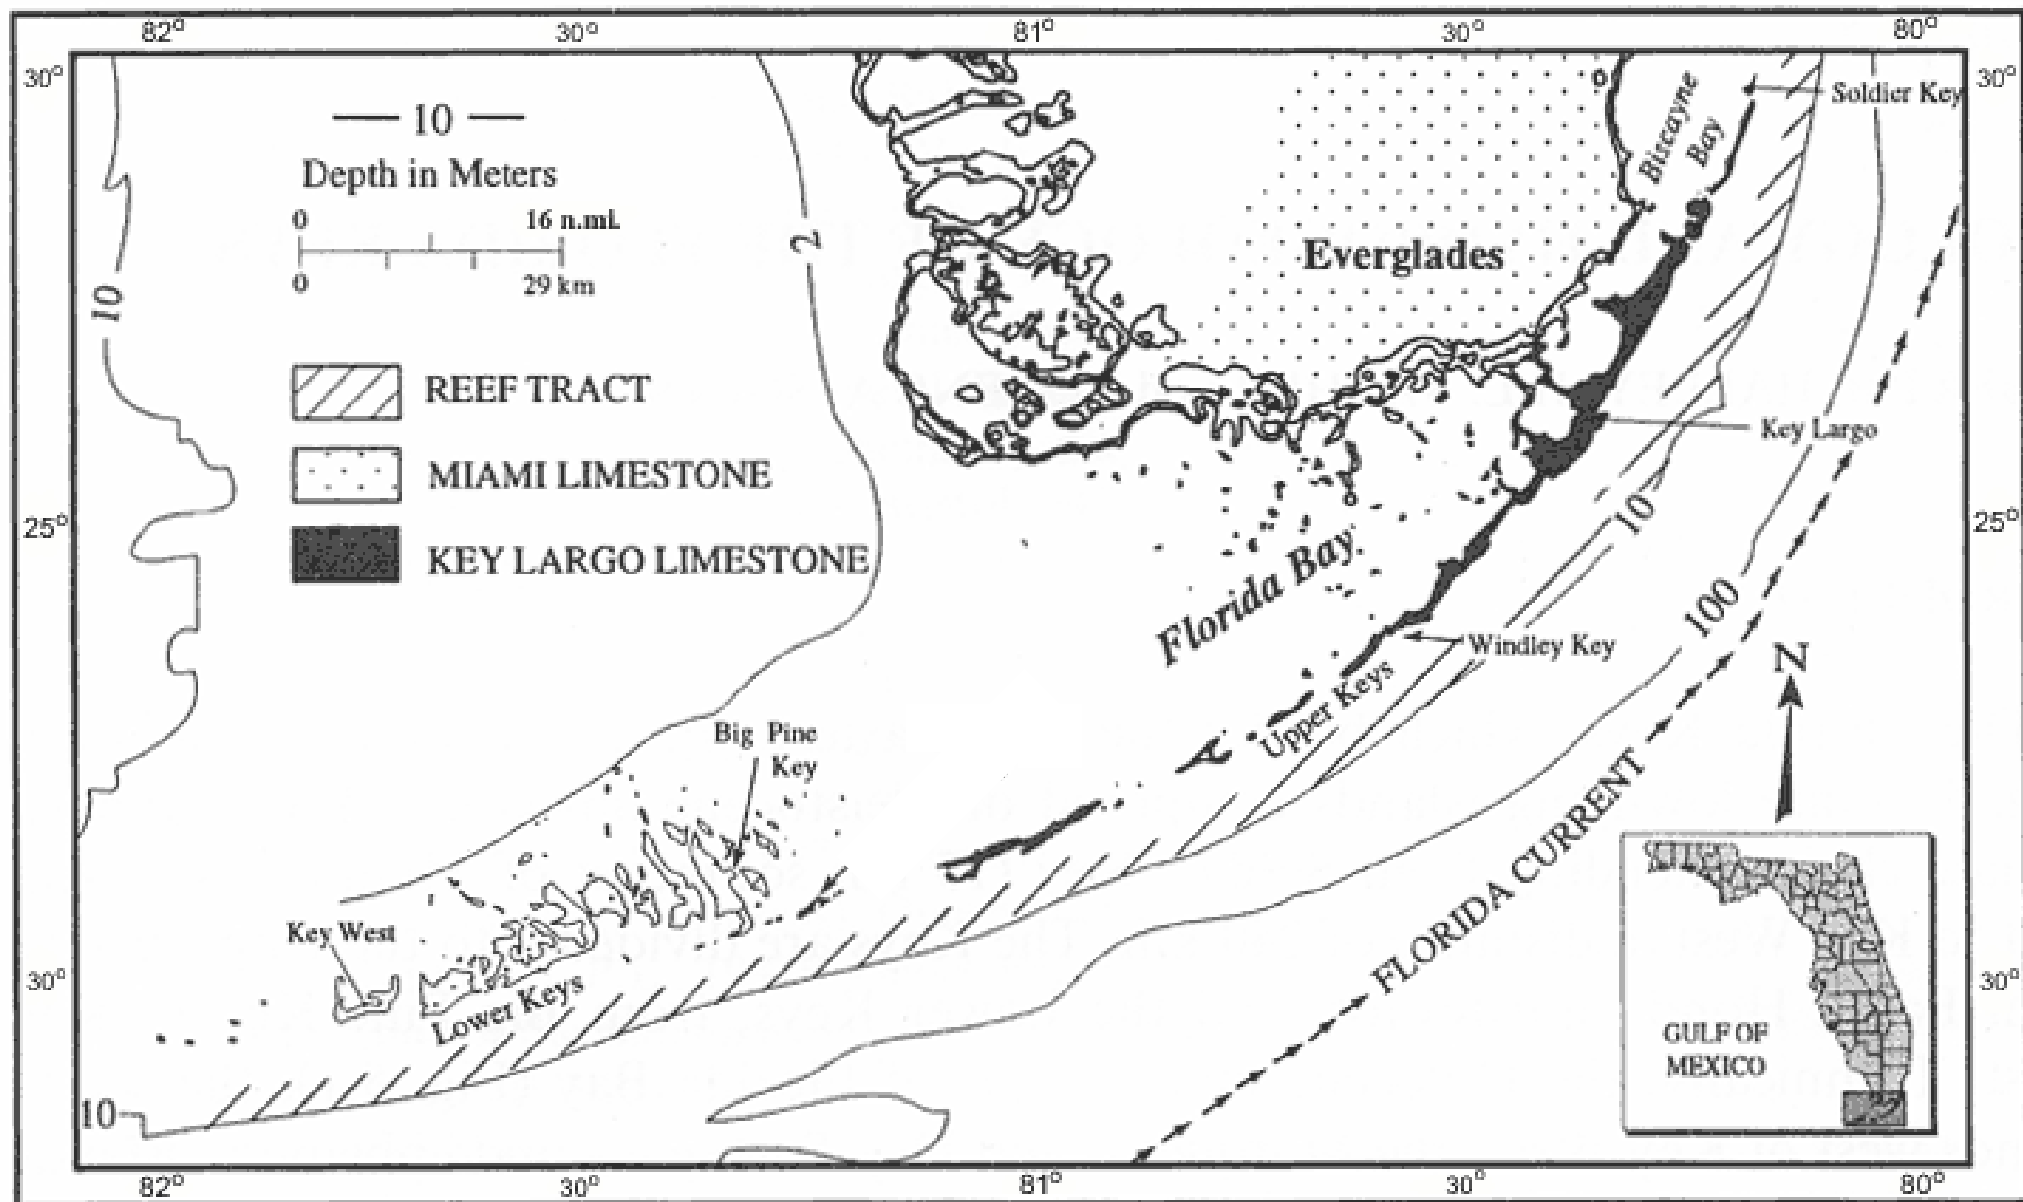 82° 30° 81° 30° 80°
30° 30°
Soldier Key
Biscayne
Bay
10
Depth in Meters
0 16 n.mi.
0 29 km
2
Everglades
10
REEF TRACT
MIAMI LIMESTONE
KEY LARGO LIMESTONE
Key Largo
25° 25°
10
Florida Bay
100
Windley Key
N
Upper Keys
Big Pine
Key
FLORIDA CURRENT
Key West
30° 30°
Lower Keys
GULF OF
MEXICO
10
82° 30° 81° 30° 80°